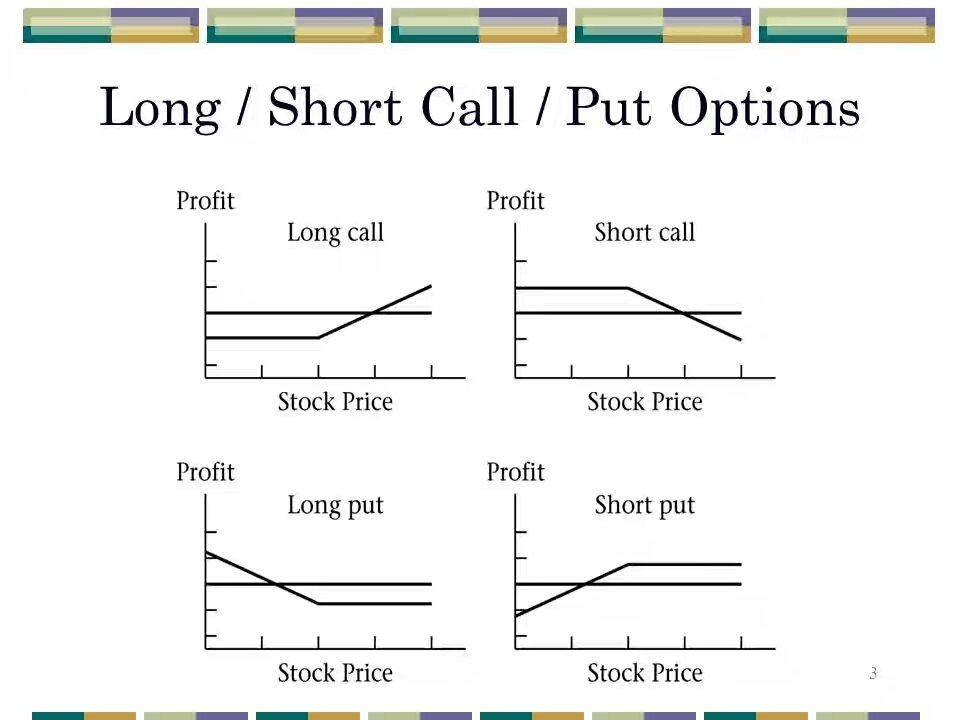 Long / Short Call / Put Options
Profit
Long call
Stock Price
Profit
Short call
Stock Price
Profit
Long put
Stock Price
Profit
Short put
Stock Price
3